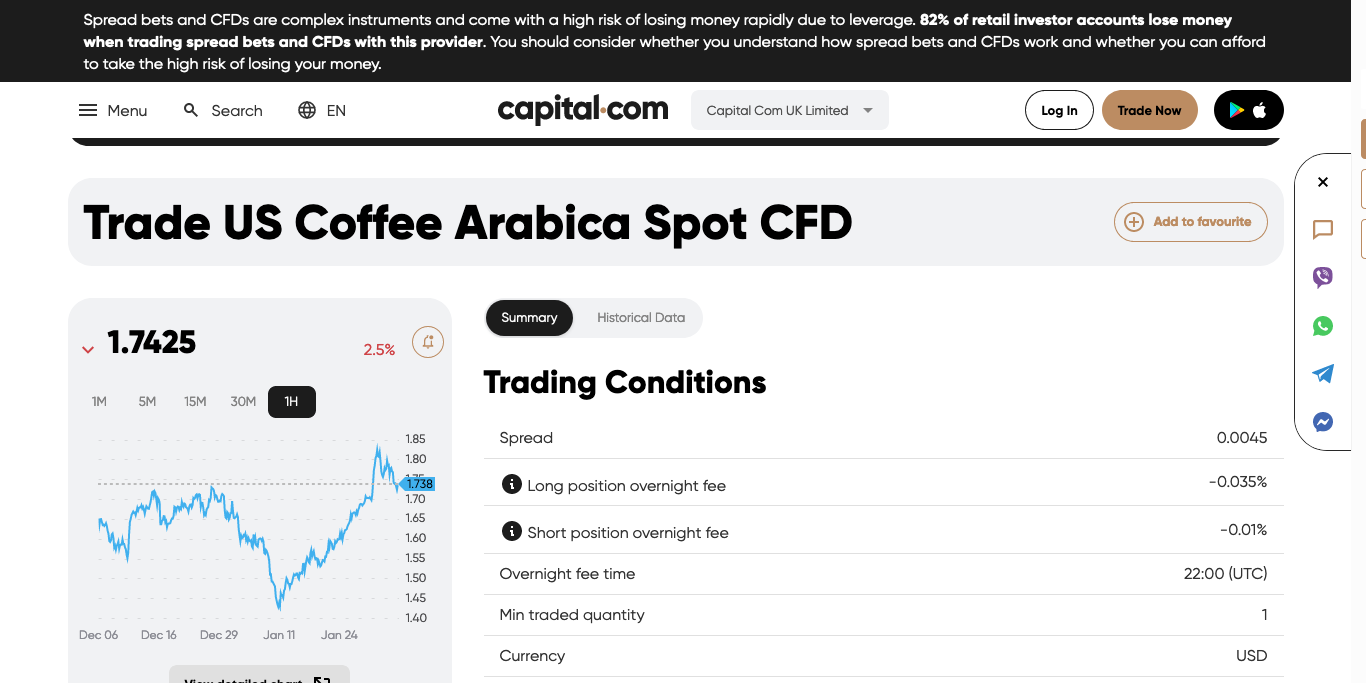 Spread bets and CFDs are complex instruments and come with a high risk of losing money rapidly due to leverage. 82% of retail investor accounts lose money
when trading spread bets and CFDs with this provider. You should consider whether you understand how spread bets and CFDs work and whether you can afford
to take the high risk of losing your money.
Menu Search EN capital.com Capital Com UK Limited Log In Trade Now
Trade US Coffee Arabica Spot CFD
Add to favourite
1.7425 2.5%
1M 5M 15M 30M 1H
1.85
1.80
1.75
1.738
1.70
1.65
1.60
1.55
1.50
1.45
1.40
Dec 06 Dec 16 Dec 29 Jan 11 Jan 24
View detailed chart
Summary Historical Data
Trading Conditions
Spread 0.0045
Long position overnight fee -0.035%
Short position overnight fee -0.01%
Overnight fee time 22:00 (UTC)
Min traded quantity 1
Currency USD